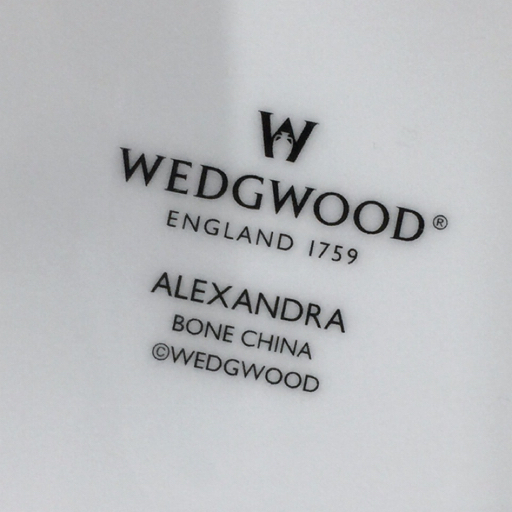 W
WEDGWOOD®
ENGLAND 1759
ALEXANDRA
BONE CHINA
©WEDGWOOD